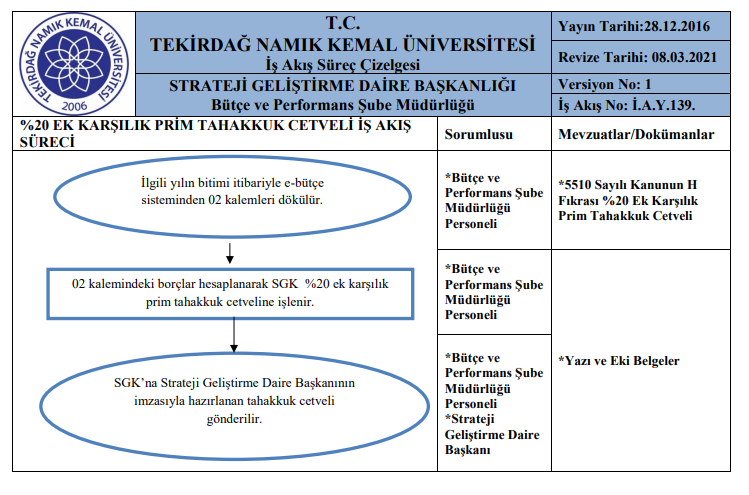 TEKİRDAĞ NAMIK KEMAL ÜNİVERSİTESİ
2006
T.C.
TEKİRDAĞ NAMIK KEMAL ÜNİVERSİTESİ
İş Akış Süreç Çizelgesi
STRATEJİ GELİŞTİRME DAİRE BAŞKANLIĞI
Bütçe ve Performans Şube Müdürlüğü
Yayın Tarihi:28.12.2016
Revize Tarihi: 08.03.2021
Versiyon No: 1
İş Akış No: İ.A.Y.139.
%20 EK KARŞILIK PRİM TAHAKKUK CETVELİ İŞ AKIŞ
SÜRECİ
Sorumlusu
Mevzuatlar/Dokümanlar
İlgili yılın bitimi itibariyle e-bütçe
sisteminden 02 kalemleri dökülür.
*Bütçe ve
Performans Şube
Müdürlüğü
Personeli
*5510 Sayılı Kanunun H
Fıkrası %20 Ek Karşılık
Prim Tahakkuk Cetveli
02 kalemindeki borçlar hesaplanarak SGK %20 ek karşılık
prim tahakkuk cetveline işlenir.
*Bütçe ve
Performans Şube
Müdürlüğü
Personeli
SGK’na Strateji Geliştirme Daire Başkanının
imzasıyla hazırlanan tahakkuk cetveli
gönderilir.
*Bütçe ve
Performans Şube
Müdürlüğü
Personeli
*Strateji
Geliştirme Daire
Başkanı
*Yazı ve Eki Belgeler